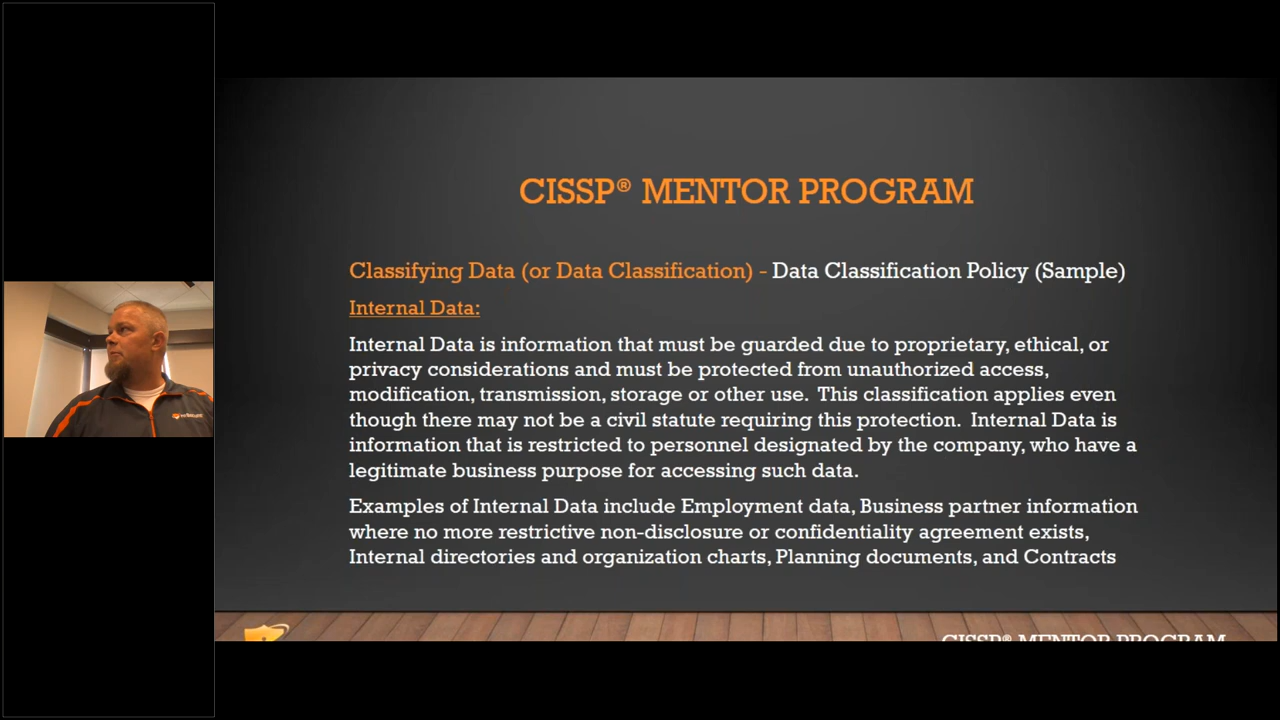 CISSP® MENTOR PROGRAM
Classifying Data (or Data Classification) - Data Classification Policy (Sample)
Internal Data:
Internal Data is information that must be guarded due to proprietary, ethical, or
privacy considerations and must be protected from unauthorized access,
modification, transmission, storage or other use.  This classification applies even
though there may not be a civil statute requiring this protection.  Internal Data is
information that is restricted to personnel designated by the company, who have a
legitimate business purpose for accessing such data.
Examples of Internal Data include Employment data, Business partner information
where no more restrictive non-disclosure or confidentiality agreement exists,
Internal directories and organization charts, Planning documents, and Contracts
CISSP® MENTOR PROGRAM